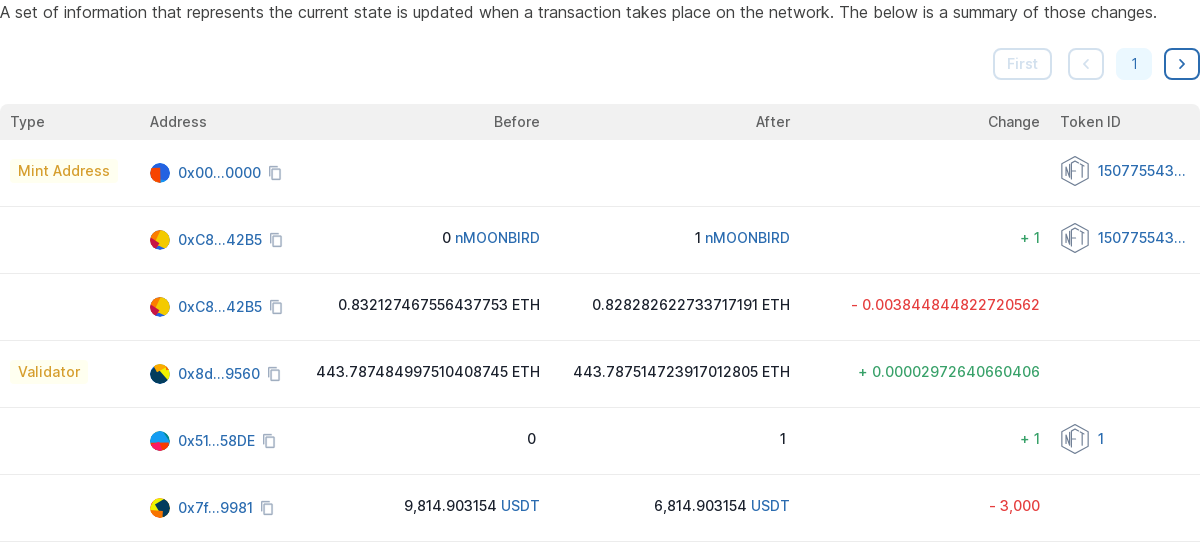 A set of information that represents the current state is updated when a transaction takes place on the network. The below is a summary of those changes.
First 1
Type Address Before After Change Token ID
Mint Address 0x00...0000 NFT 150775543...
0xC8...42B5 0 nMOONBIRD 1 nMOONBIRD + 1 NFT 150775543...
0xC8...42B5 0.832127467556437753 ETH 0.828282622733717191 ETH - 0.003844844822720562
Validator 0x8d...9560 443.787484997510408745 ETH 443.787514723917012805 ETH + 0.00002972640660406
0x51...58DE 0 1 + 1 NFT 1
0x7f...9981 9,814.903154 USDT 6,814.903154 USDT - 3,000